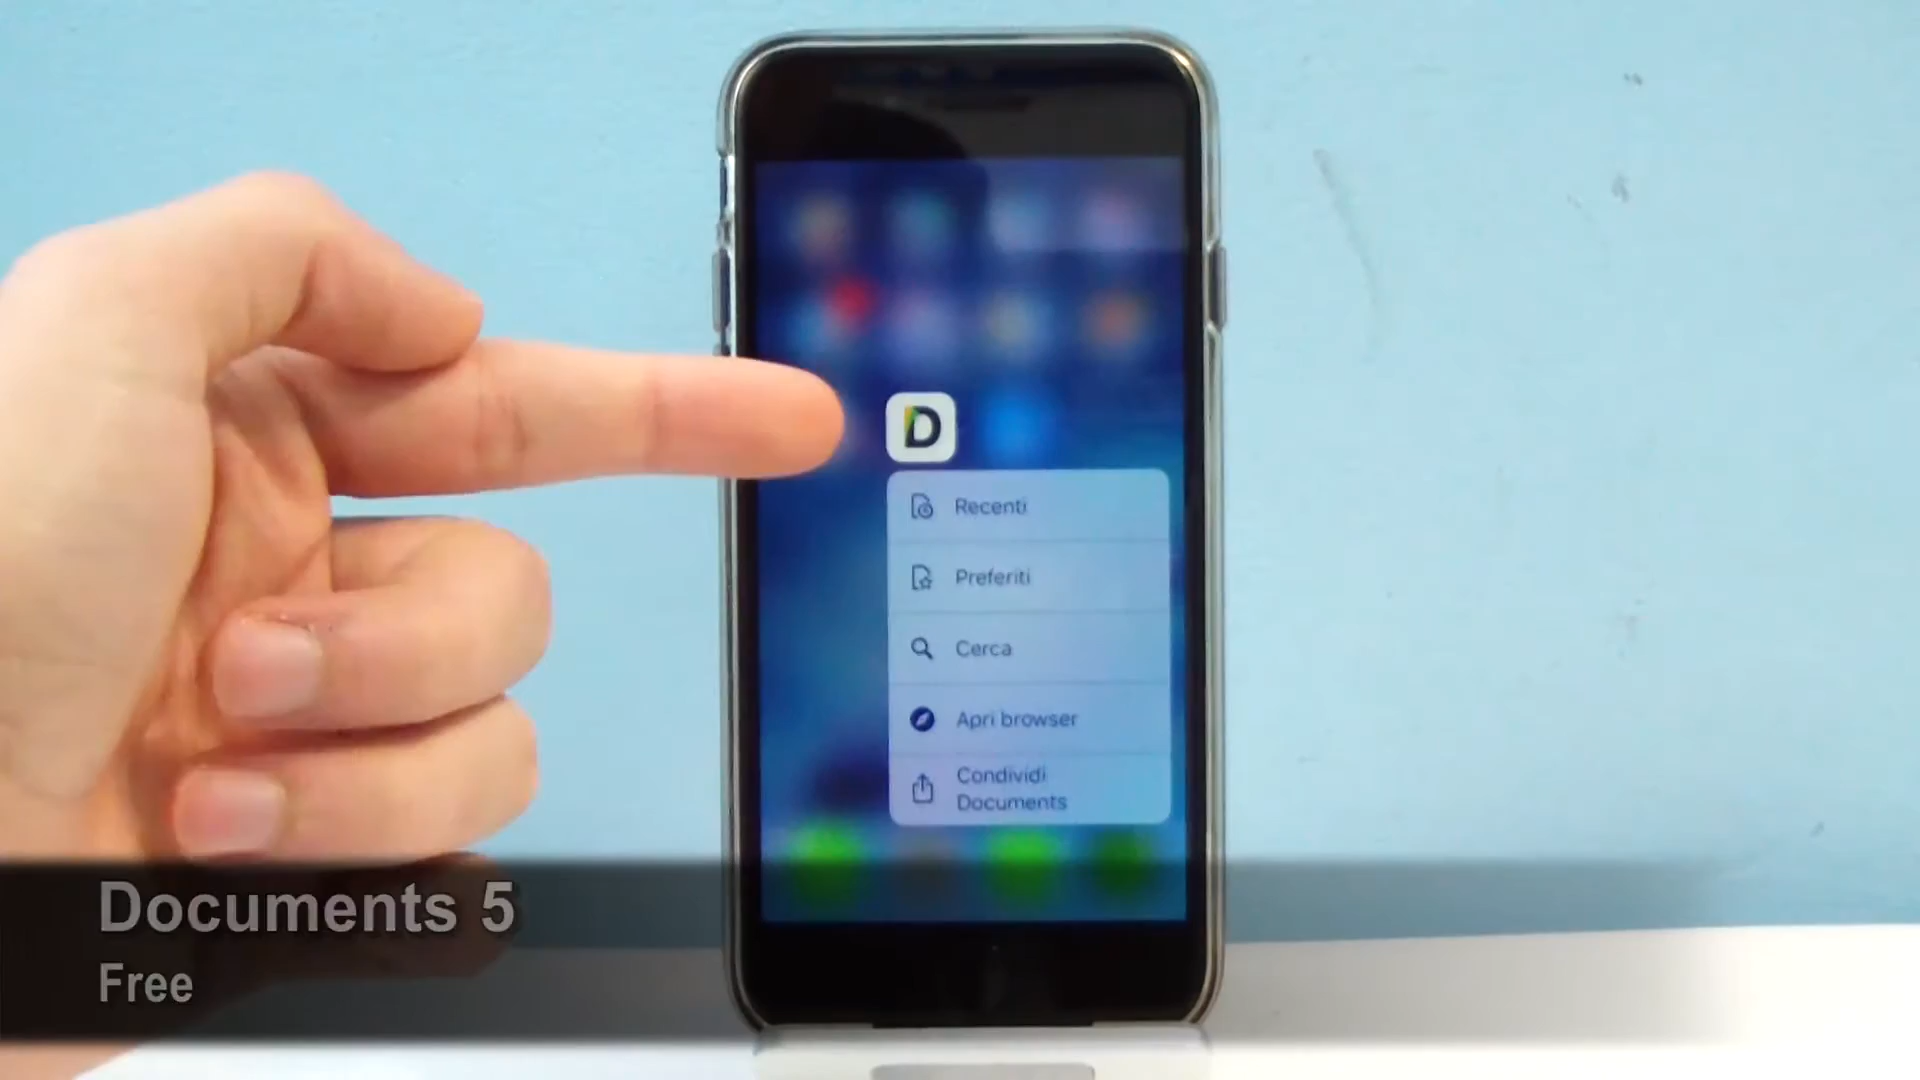 D
Recenti
Preferiti
Cerca
Apri browser
Condividi
Documents
Documents 5
Free